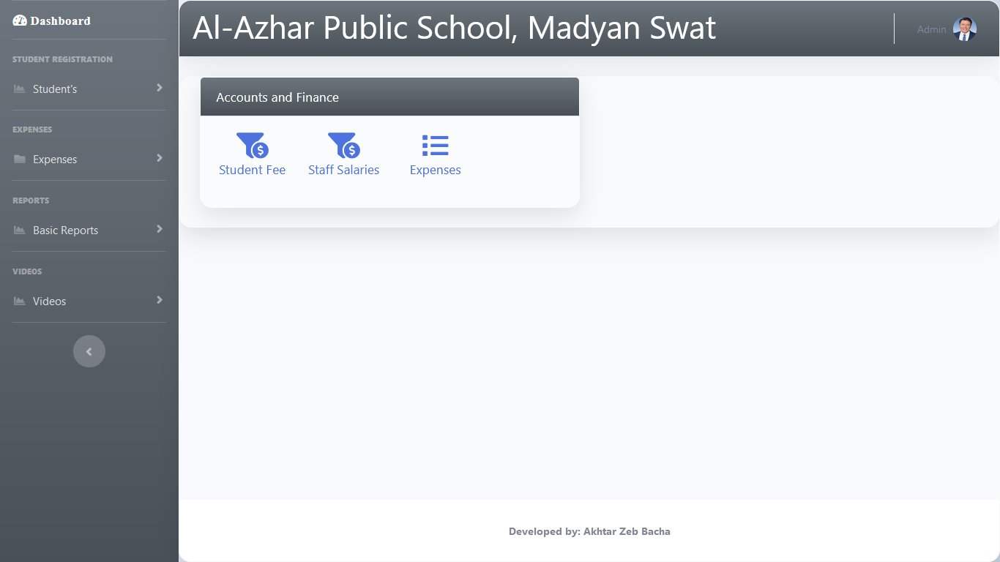 Dashboard
STUDENT REGISTRATION
Student's
EXPENSES
Expenses
REPORTS
Basic Reports
VIDEOS
Videos
Al-Azhar Public School, Madyan Swat
Admin
Accounts and Finance
Student Fee
Staff Salaries
Expenses
Developed by: Akhtar Zeb Bacha